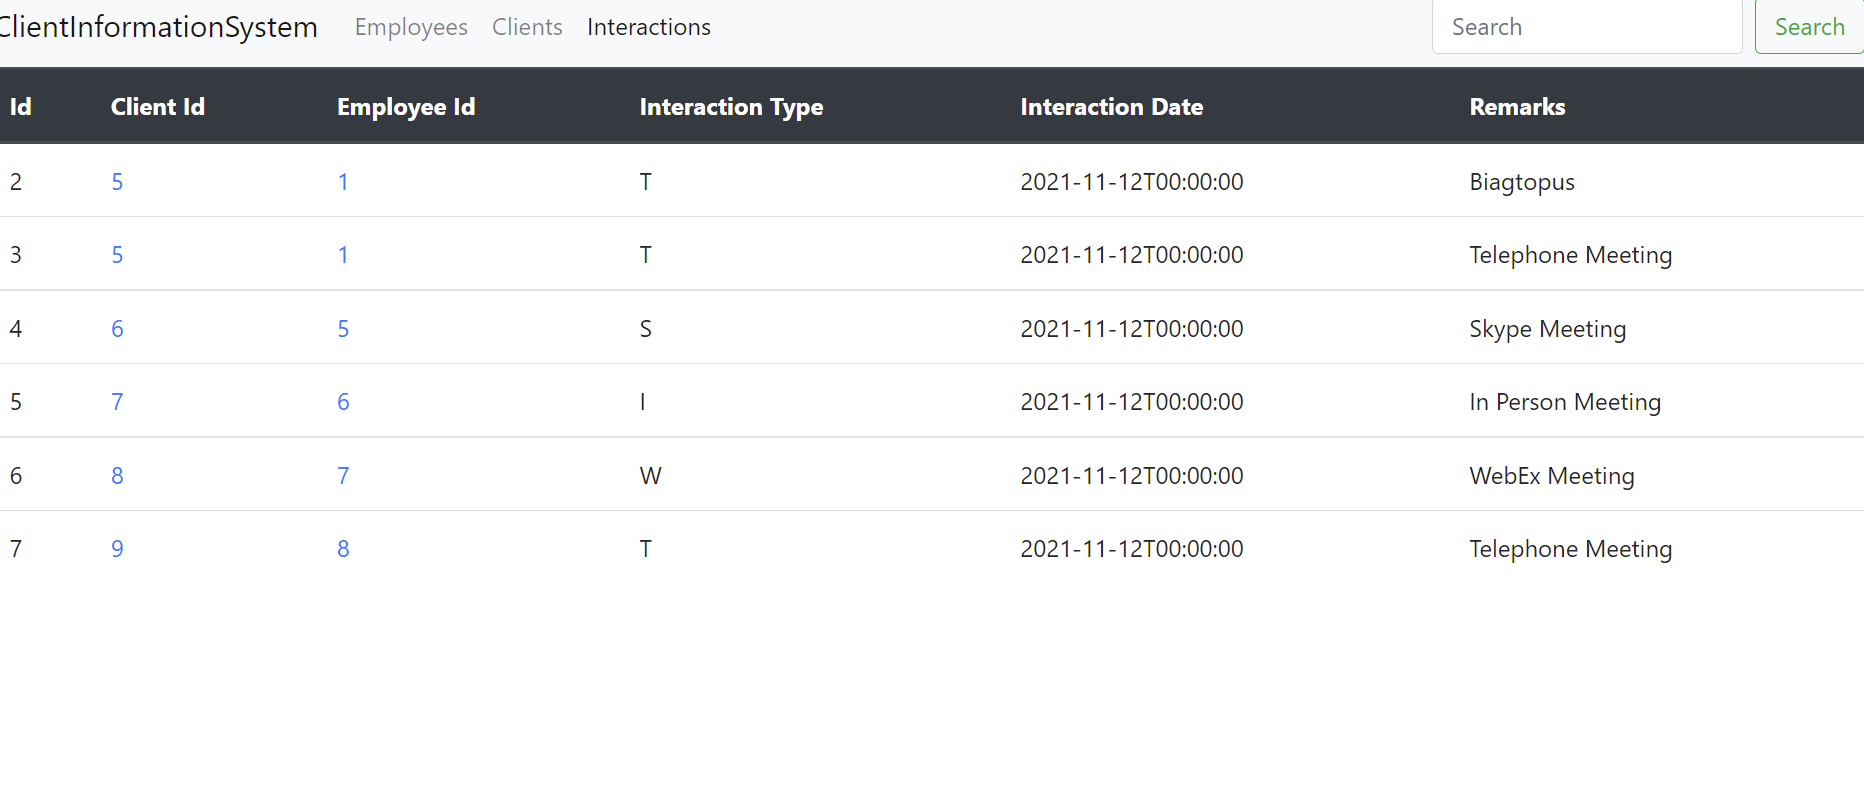 ClientInformationSystem Employees Clients Interactions Search Search
Id Client Id Employee Id Interaction Type Interaction Date Remarks
2 5 1 T 2021-11-12T00:00:00 Biagtopus
3 5 1 T 2021-11-12T00:00:00 Telephone Meeting
4 6 5 S 2021-11-12T00:00:00 Skype Meeting
5 7 6 I 2021-11-12T00:00:00 In Person Meeting
6 8 7 W 2021-11-12T00:00:00 WebEx Meeting
7 9 8 T 2021-11-12T00:00:00 Telephone Meeting